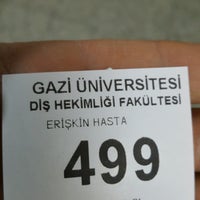 GAZİ ÜNİVERSİTESİ
DİŞ HEKİMLİĞİ FAKÜLTESİ
ERİŞKİN HASTA
499